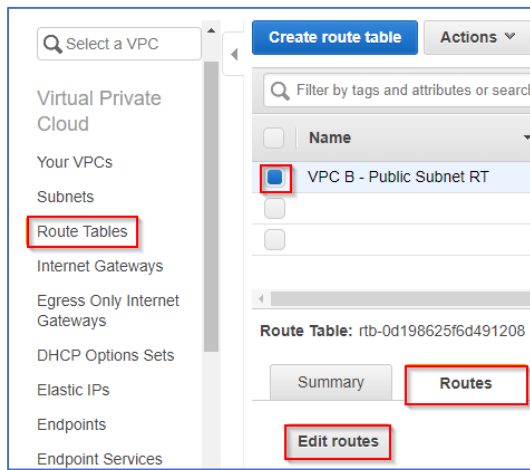 Select a VPC
Virtual Private
Cloud
Your VPCs
Subnets
Route Tables
Internet Gateways
Egress Only Internet
Gateways
DHCP Options Sets
Elastic IPs
Endpoints
Endpoint Services
Create route table Actions
Filter by tags and attributes or search
Name
VPC B - Public Subnet RT
Route Table: rtb-0d198625f6d491208
Summary Routes
Edit routes